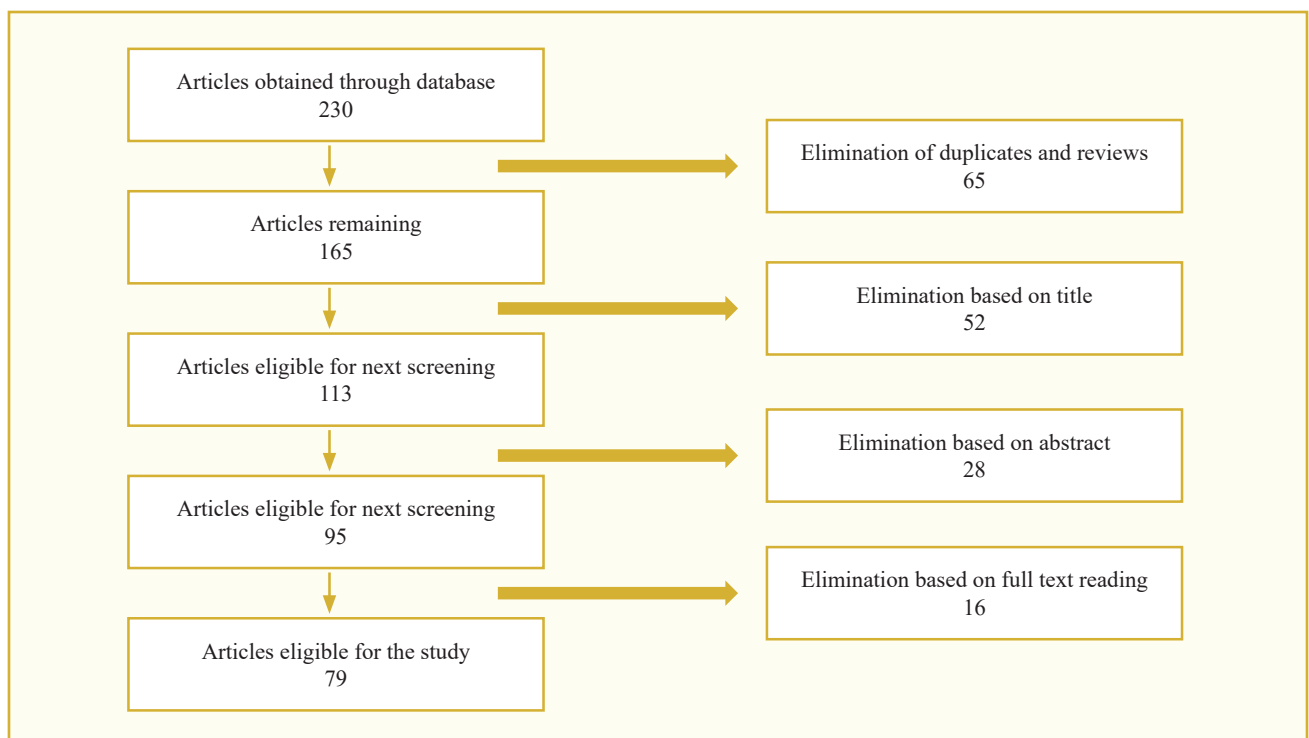 Articles obtained through database
230
Elimination of duplicates and reviews
65
Articles remaining
165
Elimination based on title
52
Articles eligible for next screening
113
Elimination based on abstract
28
Articles eligible for next screening
95
Elimination based on full text reading
16
Articles eligible for the study
79